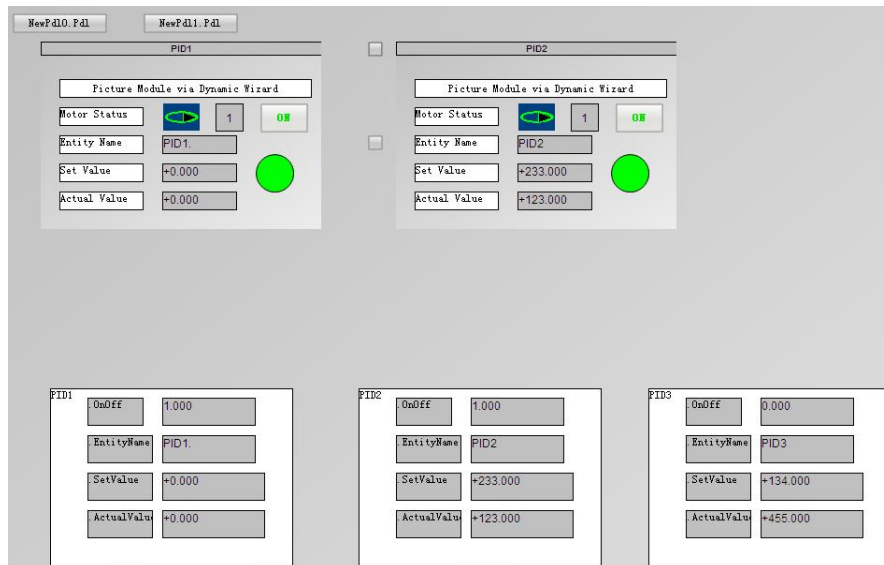 NewPdl0.Pdl NewPdl1.Pdl
PID1 PID2
Picture Module via Dynamic Wizard Picture Module via Dynamic Wizard
Motor Status 1 ON Motor Status 1 ON
Entity Name PID1. Entity Name PID2
Set Value +0.000 Set Value +233.000
Actual Value +0.000 Actual Value +123.000
PID1 PID2 PID3
.OnOff 1.000 .OnOff 1.000 .OnOff 0.000
.EntityName PID1. .EntityName PID2 .EntityName PID3
.SetValue +0.000 .SetValue +233.000 .SetValue +134.000
.ActualValu +0.000 .ActualValu +123.000 .ActualValu +455.000